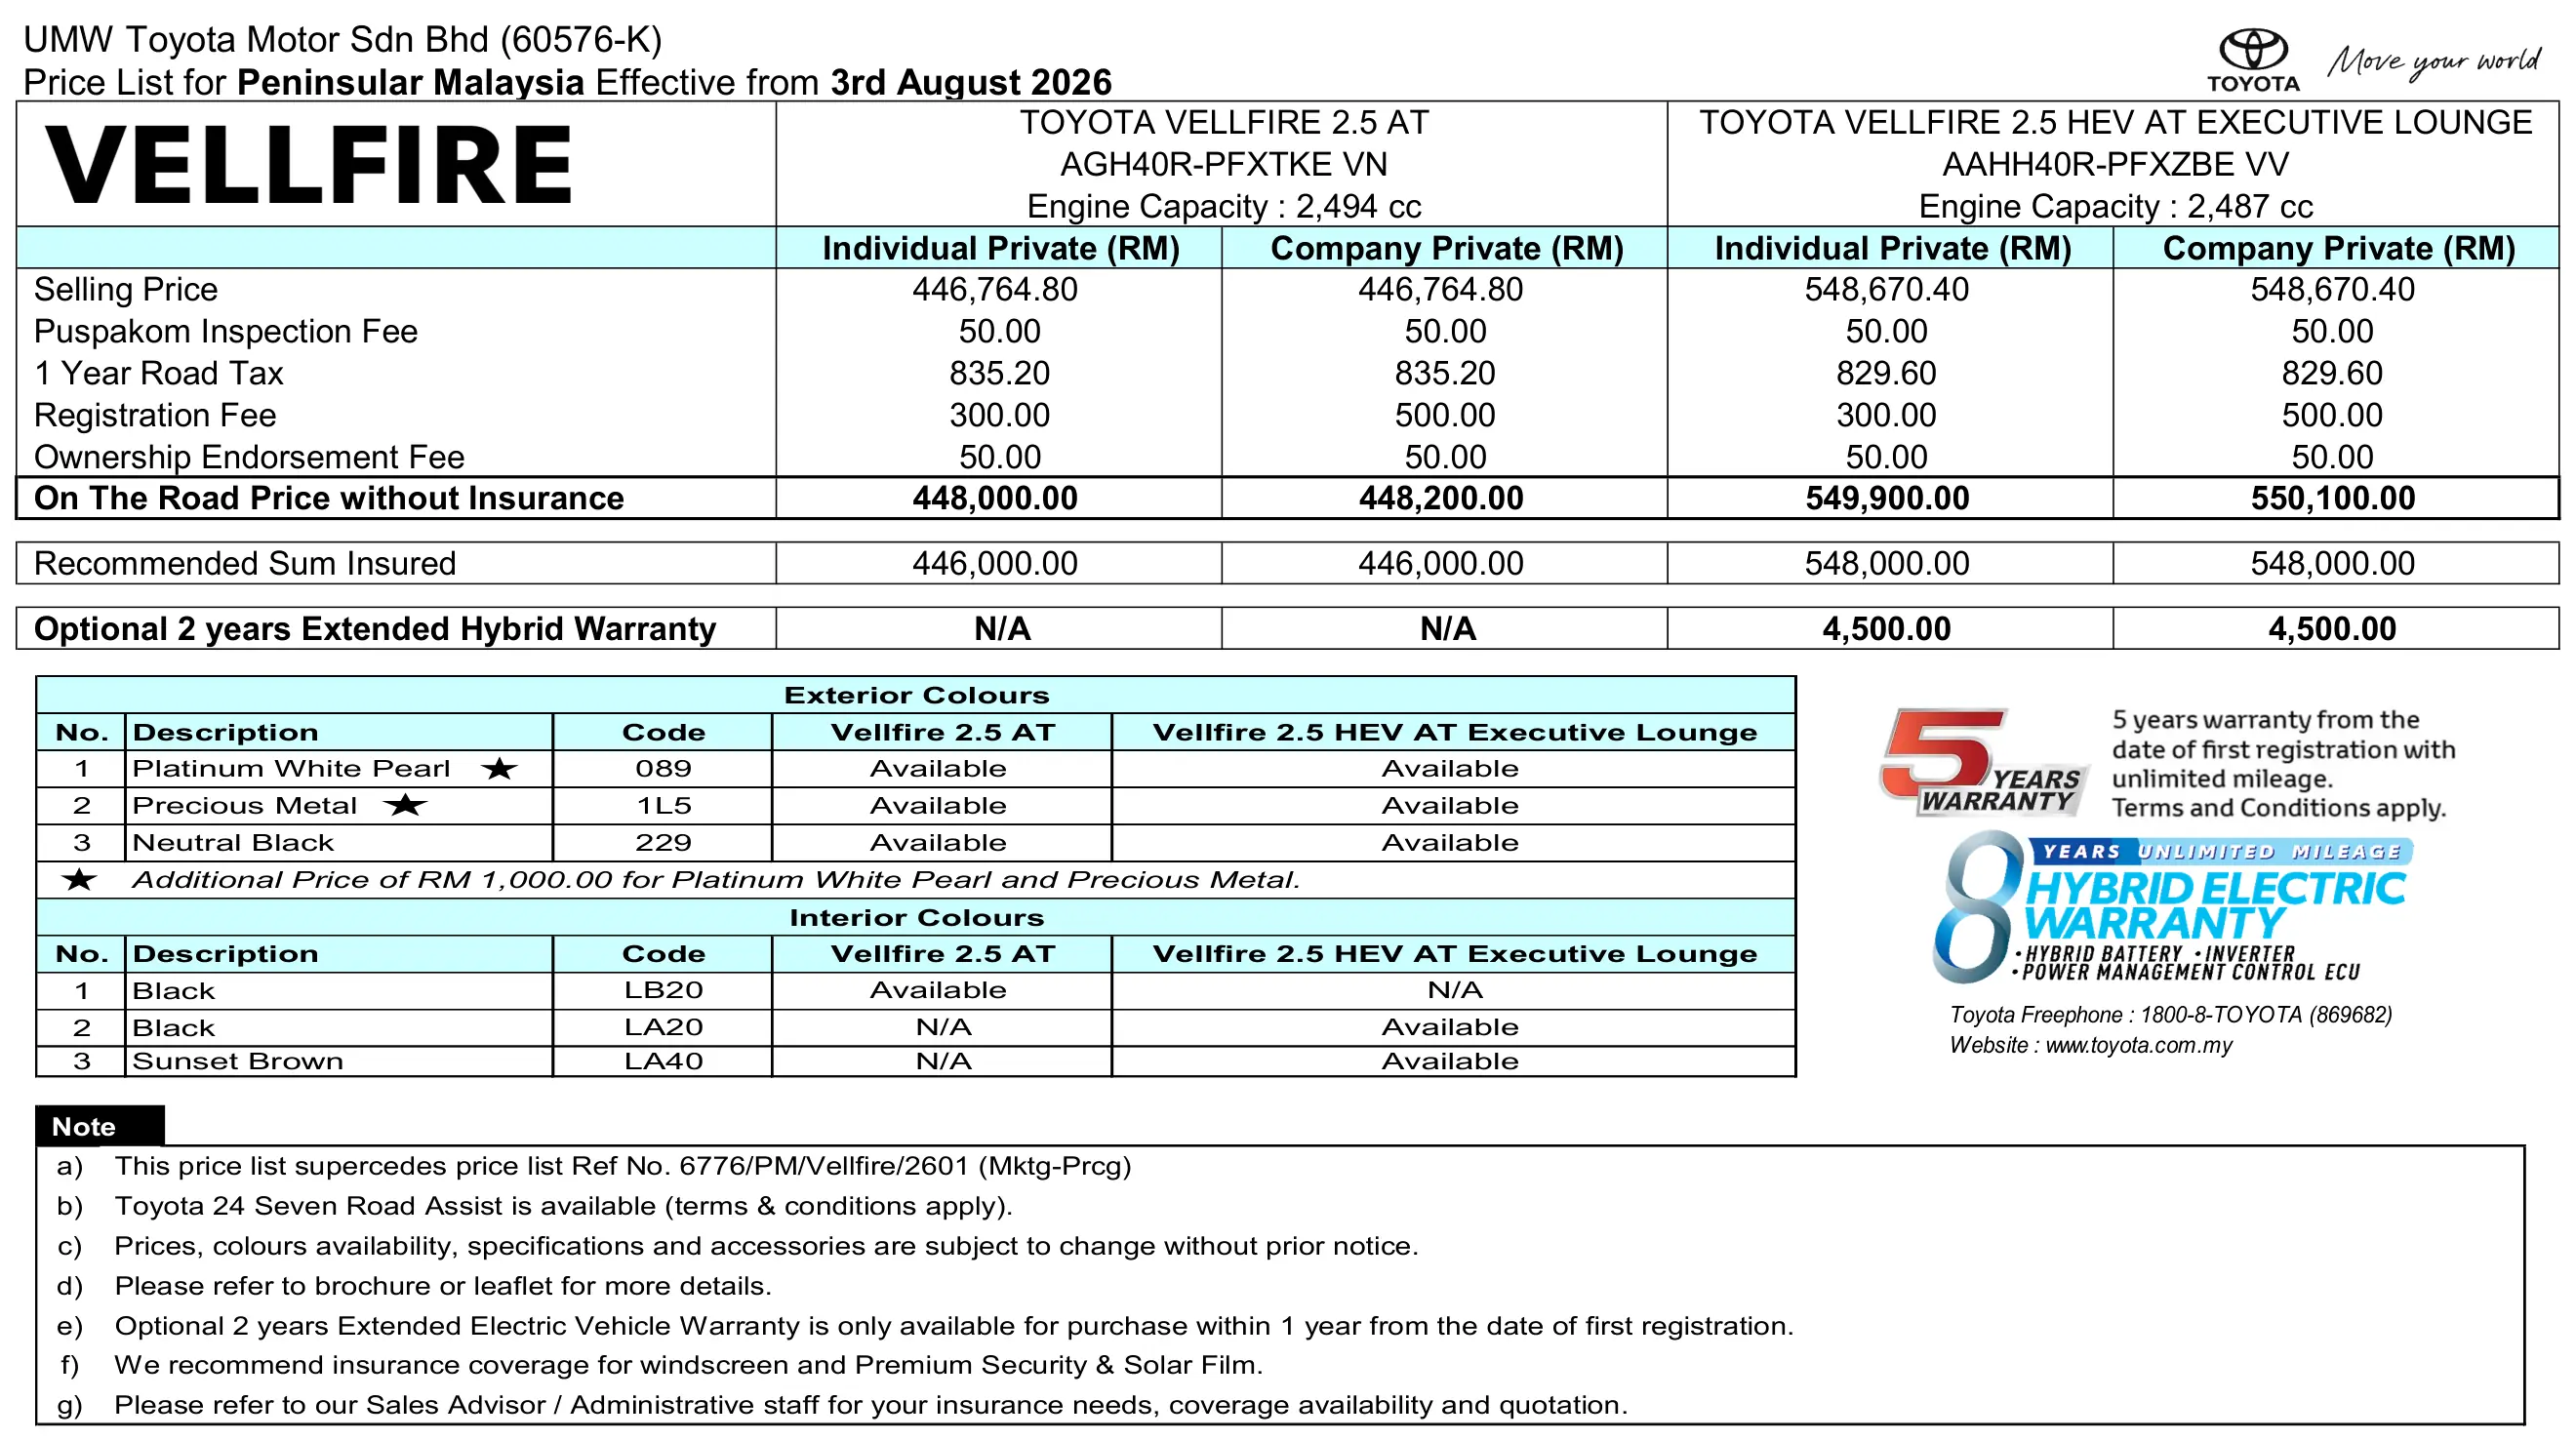 UMW Toyota Motor Sdn Bhd (60576-K)
Price List for Peninsular Malaysia Effective from 3rd August 2026
TOYOTA
Move your world
VELLFIRE
TOYOTA VELLFIRE 2.5 AT
AGH40R-PFXTKE VN
Engine Capacity : 2,494 cc
TOYOTA VELLFIRE 2.5 HEV AT EXECUTIVE LOUNGE
AAHH40R-PFXZBE VV
Engine Capacity : 2,487 cc
Individual Private (RM) Company Private (RM) Individual Private (RM) Company Private (RM)
Selling Price 446,764.80 446,764.80 548,670.40 548,670.40
Puspakom Inspection Fee 50.00 50.00 50.00 50.00
1 Year Road Tax 835.20 835.20 829.60 829.60
Registration Fee 300.00 500.00 300.00 500.00
Ownership Endorsement Fee 50.00 50.00 50.00 50.00
On The Road Price without Insurance 448,000.00 448,200.00 549,900.00 550,100.00
Recommended Sum Insured 446,000.00 446,000.00 548,000.00 548,000.00
Optional 2 years Extended Hybrid Warranty N/A N/A 4,500.00 4,500.00
Exterior Colours
No. Description Code Vellfire 2.5 AT Vellfire 2.5 HEV AT Executive Lounge
1 Platinum White Pearl ★ 089 Available Available
2 Precious Metal ★ 1L5 Available Available
3 Neutral Black 229 Available Available
★ Additional Price of RM 1,000.00 for Platinum White Pearl and Precious Metal.
Interior Colours
No. Description Code Vellfire 2.5 AT Vellfire 2.5 HEV AT Executive Lounge
1 Black LB20 Available N/A
2 Black LA20 N/A Available
3 Sunset Brown LA40 N/A Available
5 YEARS
WARRANTY
5 years warranty from the
date of first registration with
unlimited mileage.
Terms and Conditions apply.
8 YEARS UNLIMITED MILEAGE
HYBRID ELECTRIC
WARRANTY
• HYBRID BATTERY • INVERTER
• POWER MANAGEMENT CONTROL ECU
Toyota Freephone : 1800-8-TOYOTA (869682)
Website : www.toyota.com.my
Note
a) This price list supercedes price list Ref No. 6776/PM/Vellfire/2601 (Mktg-Prcg)
b) Toyota 24 Seven Road Assist is available (terms & conditions apply).
c) Prices, colours availability, specifications and accessories are subject to change without prior notice.
d) Please refer to brochure or leaflet for more details.
e) Optional 2 years Extended Electric Vehicle Warranty is only available for purchase within 1 year from the date of first registration.
f) We recommend insurance coverage for windscreen and Premium Security & Solar Film.
g) Please refer to our Sales Advisor / Administrative staff for your insurance needs, coverage availability and quotation.